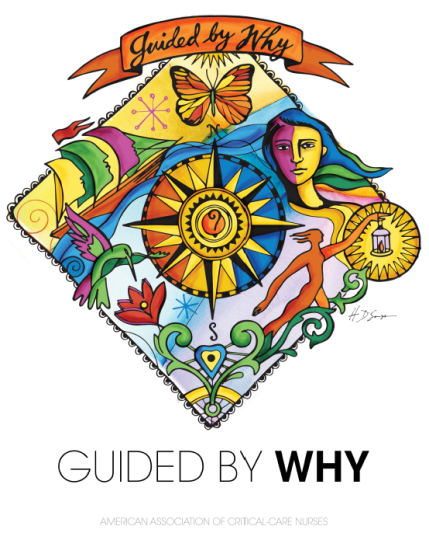 Guided by Why
N
S
GUIDED BY WHY
AMERICAN ASSOCIATION OF CRITICAL-CARE NURSES